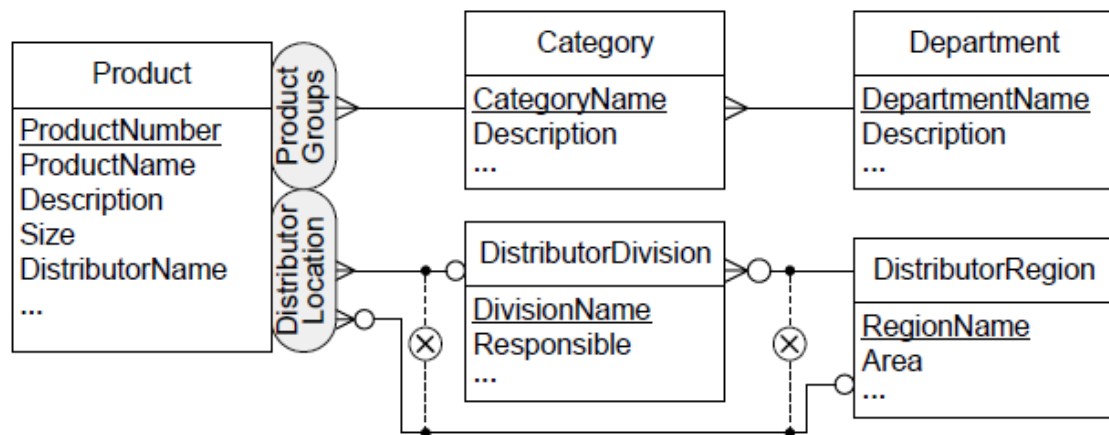 Product
ProductNumber
ProductName
Description
Size
DistributorName
...
Product
Groups
Distributor
Location
Category
CategoryName
Description
...
Department
DepartmentName
Description
...
DistributorDivision
DivisionName
Responsible
...
DistributorRegion
RegionName
Area
...